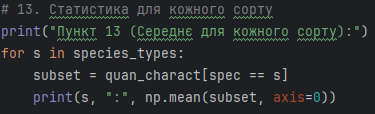 # 13. Статистика для кожного сорту
print("Пункт 13 (Середнє для кожного сорту):")
for s in species_types:
    subset = quan_charact[spec == s]
    print(s, ":", np.mean(subset, axis=0))